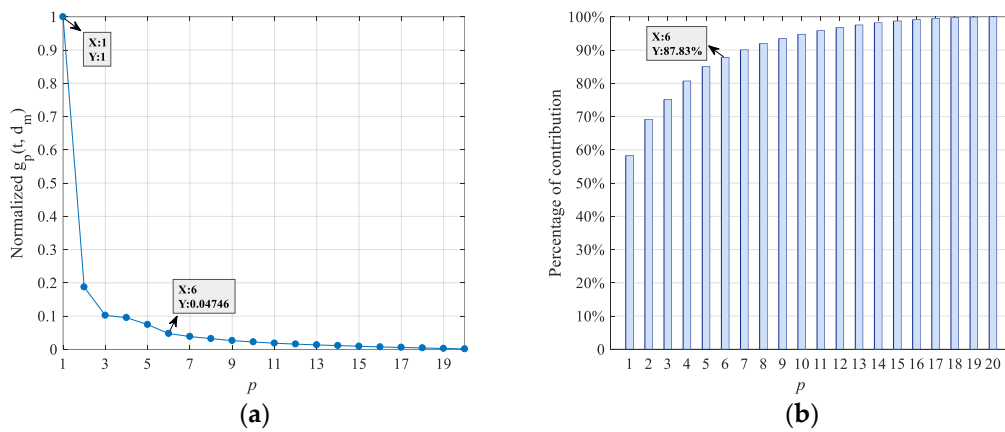 Normalized g_p(t, d_m)
1
0.9
0.8
0.7
0.6
0.5
0.4
0.3
0.2
0.1
0
X:1
Y:1
X:6
Y:0.04746
1 3 5 7 9 11 13 15 17 19
p
(a)
Percentage of contribution
100%
90%
80%
70%
60%
50%
40%
30%
20%
10%
0
X:6
Y:87.83%
1 2 3 4 5 6 7 8 9 10 11 12 13 14 15 16 17 18 19 20
p
(b)